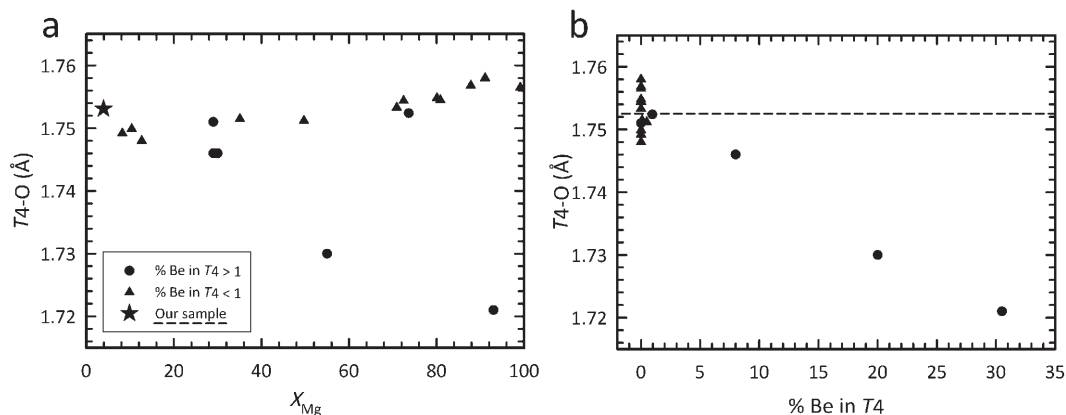 a
1.76
1.75
1.74
1.73
1.72
T4-O (Å)
% Be in T4 > 1
% Be in T4 < 1
Our sample
0 20 40 60 80 100
XMg
b
1.76
1.75
1.74
1.73
1.72
T4-O (Å)
0 5 10 15 20 25 30 35
% Be in T4